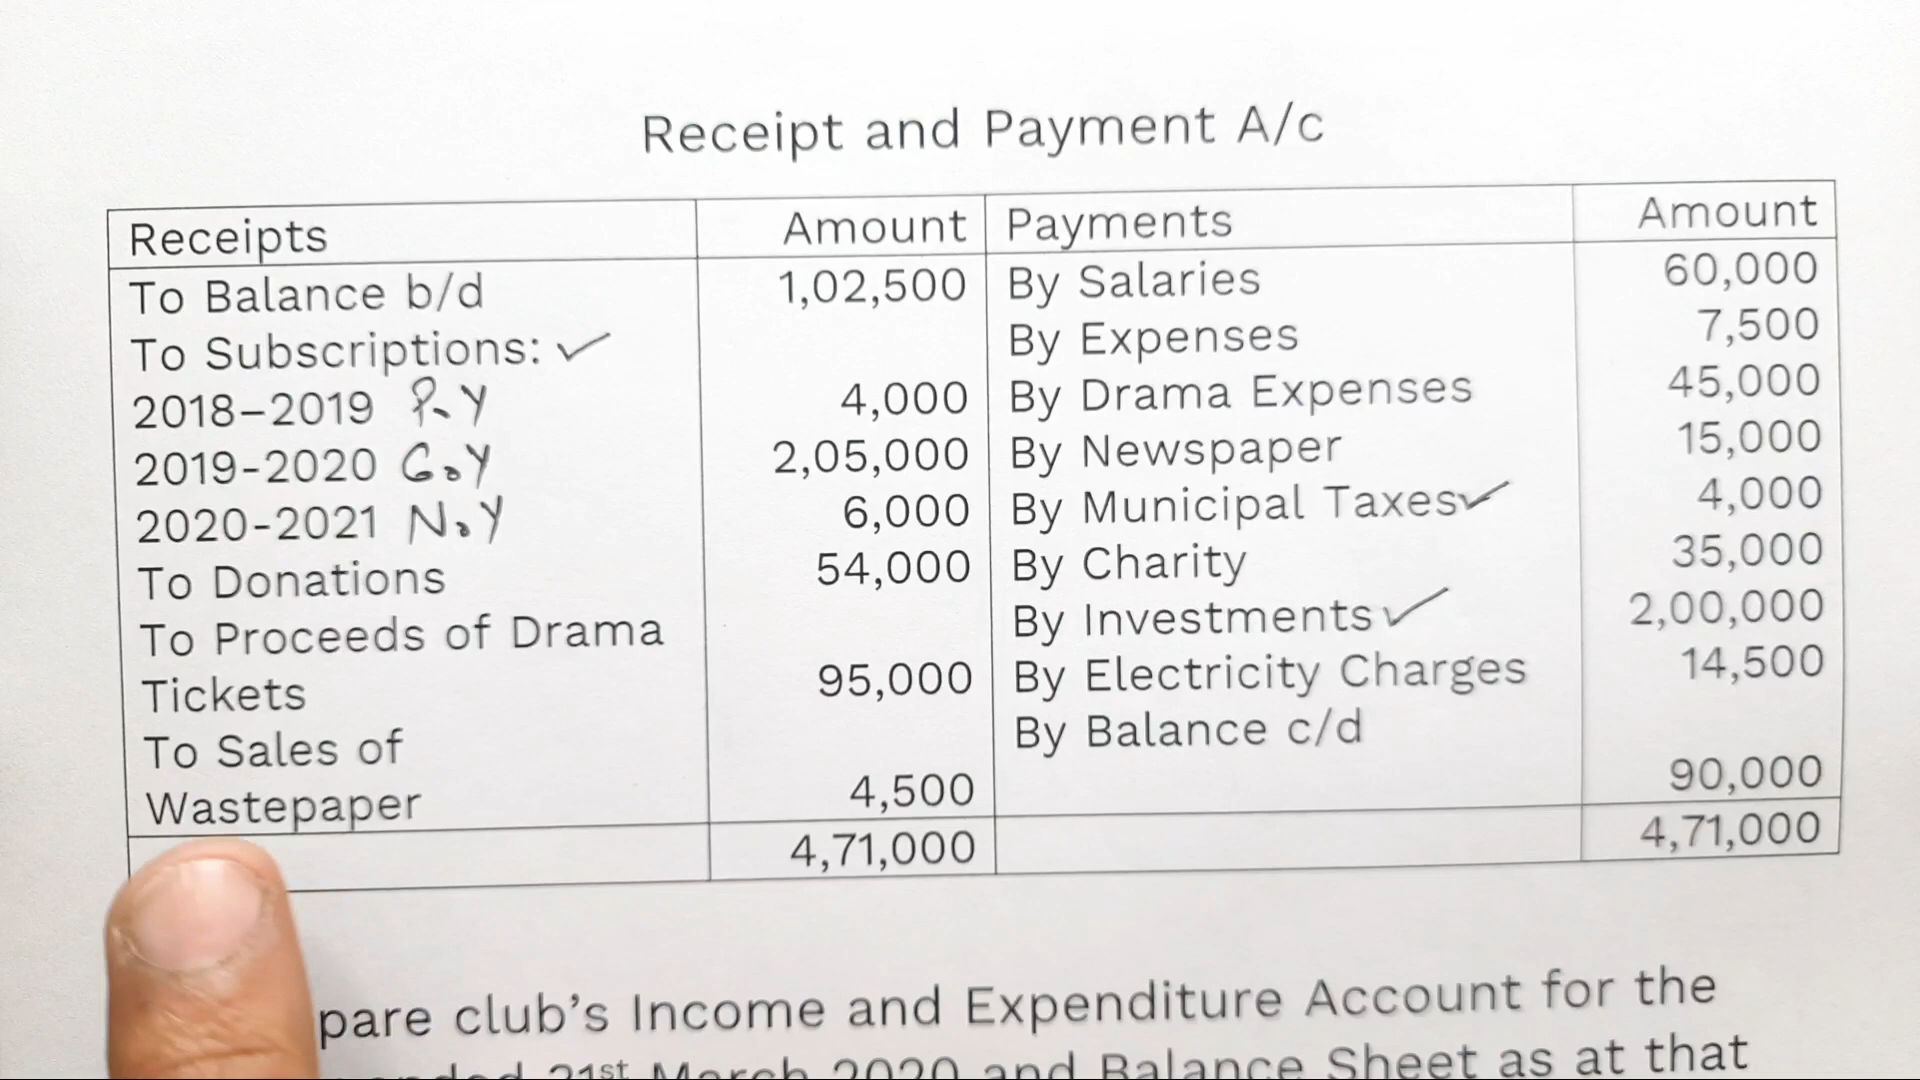 Receipt and Payment A/c
Receipts Amount Payments Amount
To Balance b/d 1,02,500 By Salaries 60,000
To Subscriptions: By Expenses 7,500
2018–2019 P.Y 4,000 By Drama Expenses 45,000
2019-2020 C.Y 2,05,000 By Newspaper 15,000
2020-2021 N.Y 6,000 By Municipal Taxes 4,000
To Donations 54,000 By Charity 35,000
To Proceeds of Drama By Investments 2,00,000
Tickets 95,000 By Electricity Charges 14,500
To Sales of By Balance c/d
Wastepaper 4,500 90,000
4,71,000 4,71,000
pare club’s Income and Expenditure Account for the
March 2020 and Balance Sheet as at that